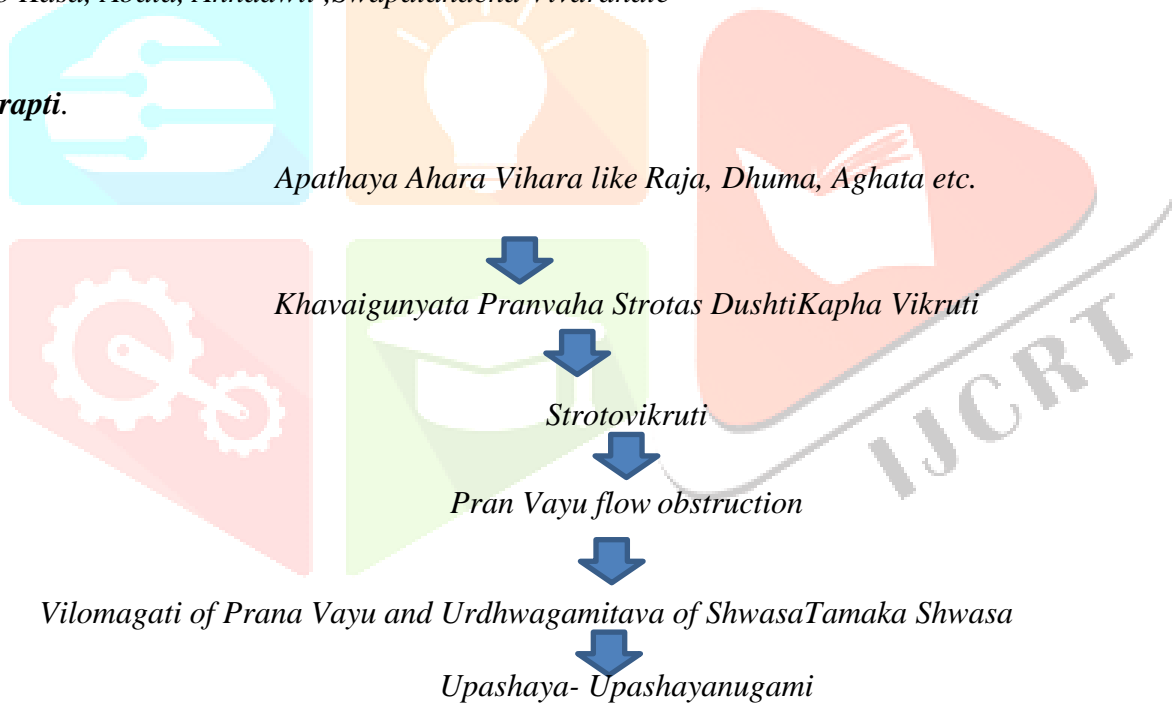 rapti.
Apathaya Ahara Vihara like Raja, Dhuma, Aghata etc.
Khavaigunyata Pranvaha Strotas DushtiKapha Vikruti
Strotovikruti
Pran Vayu flow obstruction
Vilomagati of Prana Vayu and Urdhwagamitava of ShwasaTamaka Shwasa
Upashaya- Upashayanugami
IJCRT